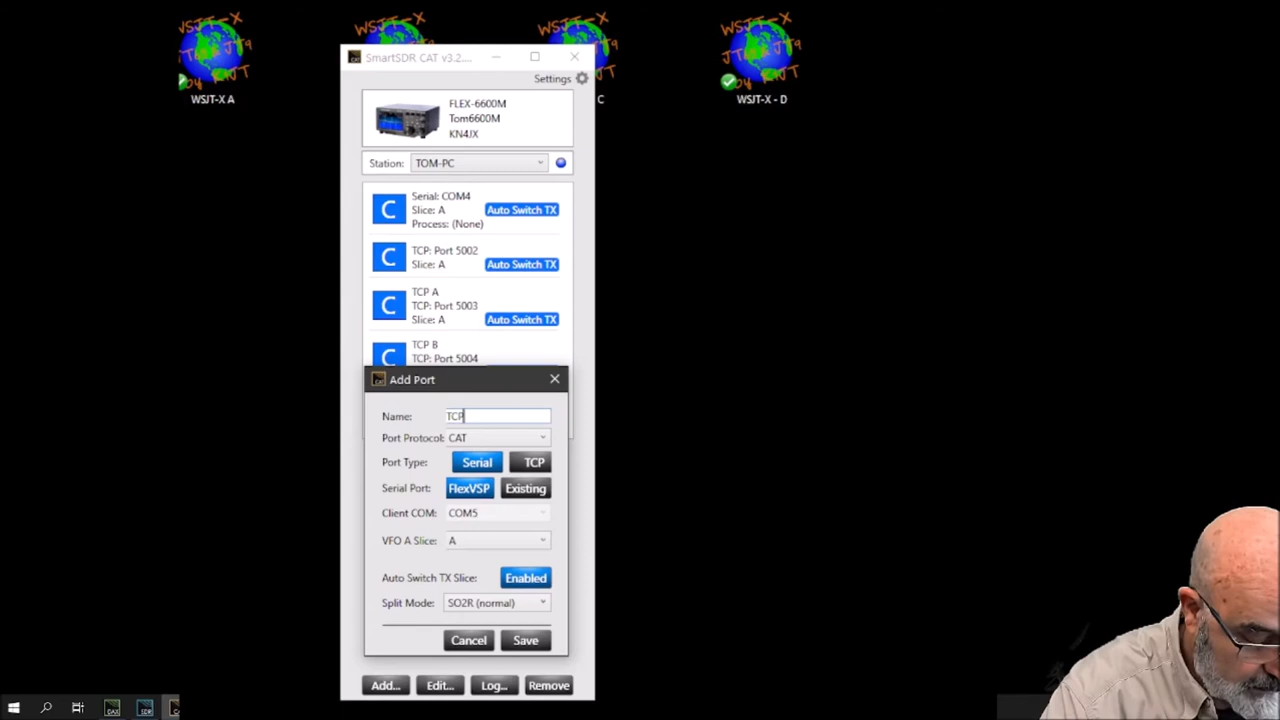 WSJT-X A
C
WSJT-X - D
SmartSDR CAT v3.2....
Settings
FLEX-6600M
Tom6600M
KN4JX
Station: TOM-PC
C
Serial: COM4
Slice: A
Process: (None)
Auto Switch TX
C
TCP: Port 5002
Slice: A
Auto Switch TX
C
TCP A
TCP: Port 5003
Slice: A
Auto Switch TX
C
TCP B
TCP: Port 5004
Add Port
Name: TCP
Port Protocol: CAT
Port Type: Serial TCP
Serial Port: FlexVSP Existing
Client COM: COM5
VFO A Slice: A
Auto Switch TX Slice: Enabled
Split Mode: SO2R (normal)
Cancel Save
Add... Edit... Log... Remove